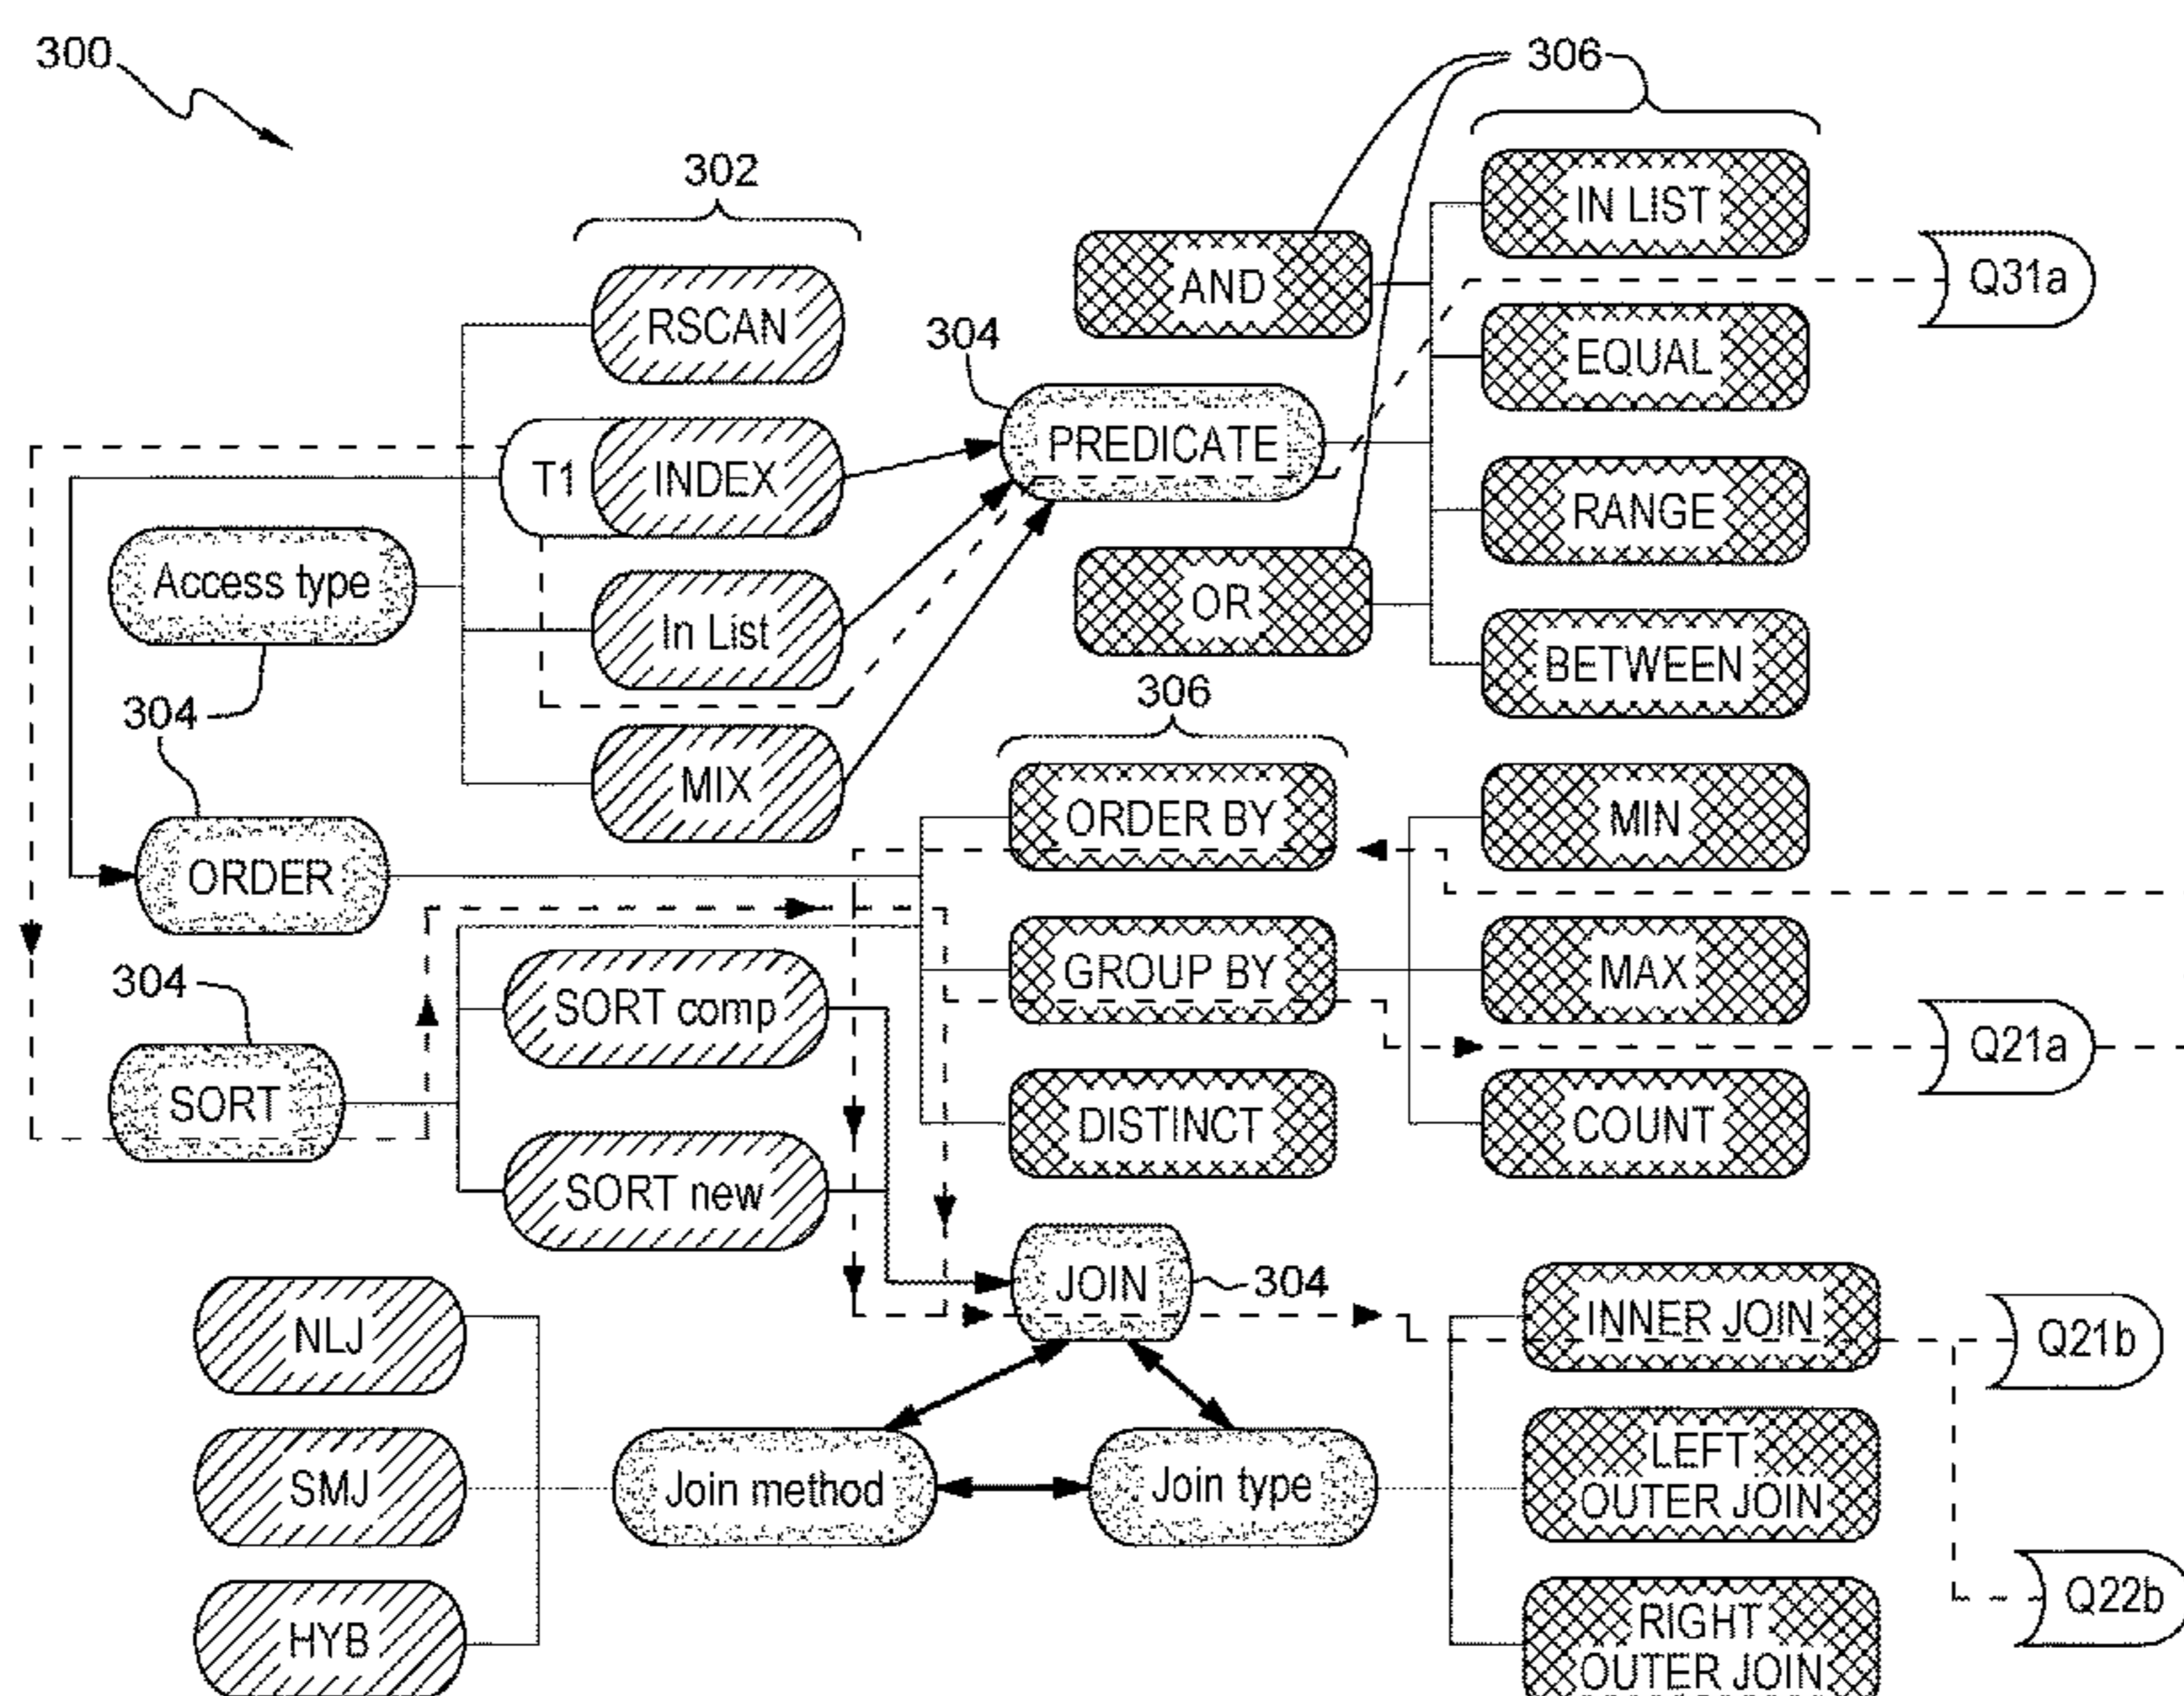 300
306
302
IN LIST
AND
Q31a
RSCAN
304
EQUAL
PREDICATE
T1
INDEX
RANGE
Access type
OR
In List
BETWEEN
304
306
MIX
ORDER BY
MIN
ORDER
304
GROUP BY
MAX
SORT comp
Q21a
SORT
DISTINCT
COUNT
SORT new
JOIN
304
INNER JOIN
NLJ
Q21b
LEFT
OUTER JOIN
SMJ
Join method
Join type
Q22b
HYB
RIGHT
OUTER JOIN